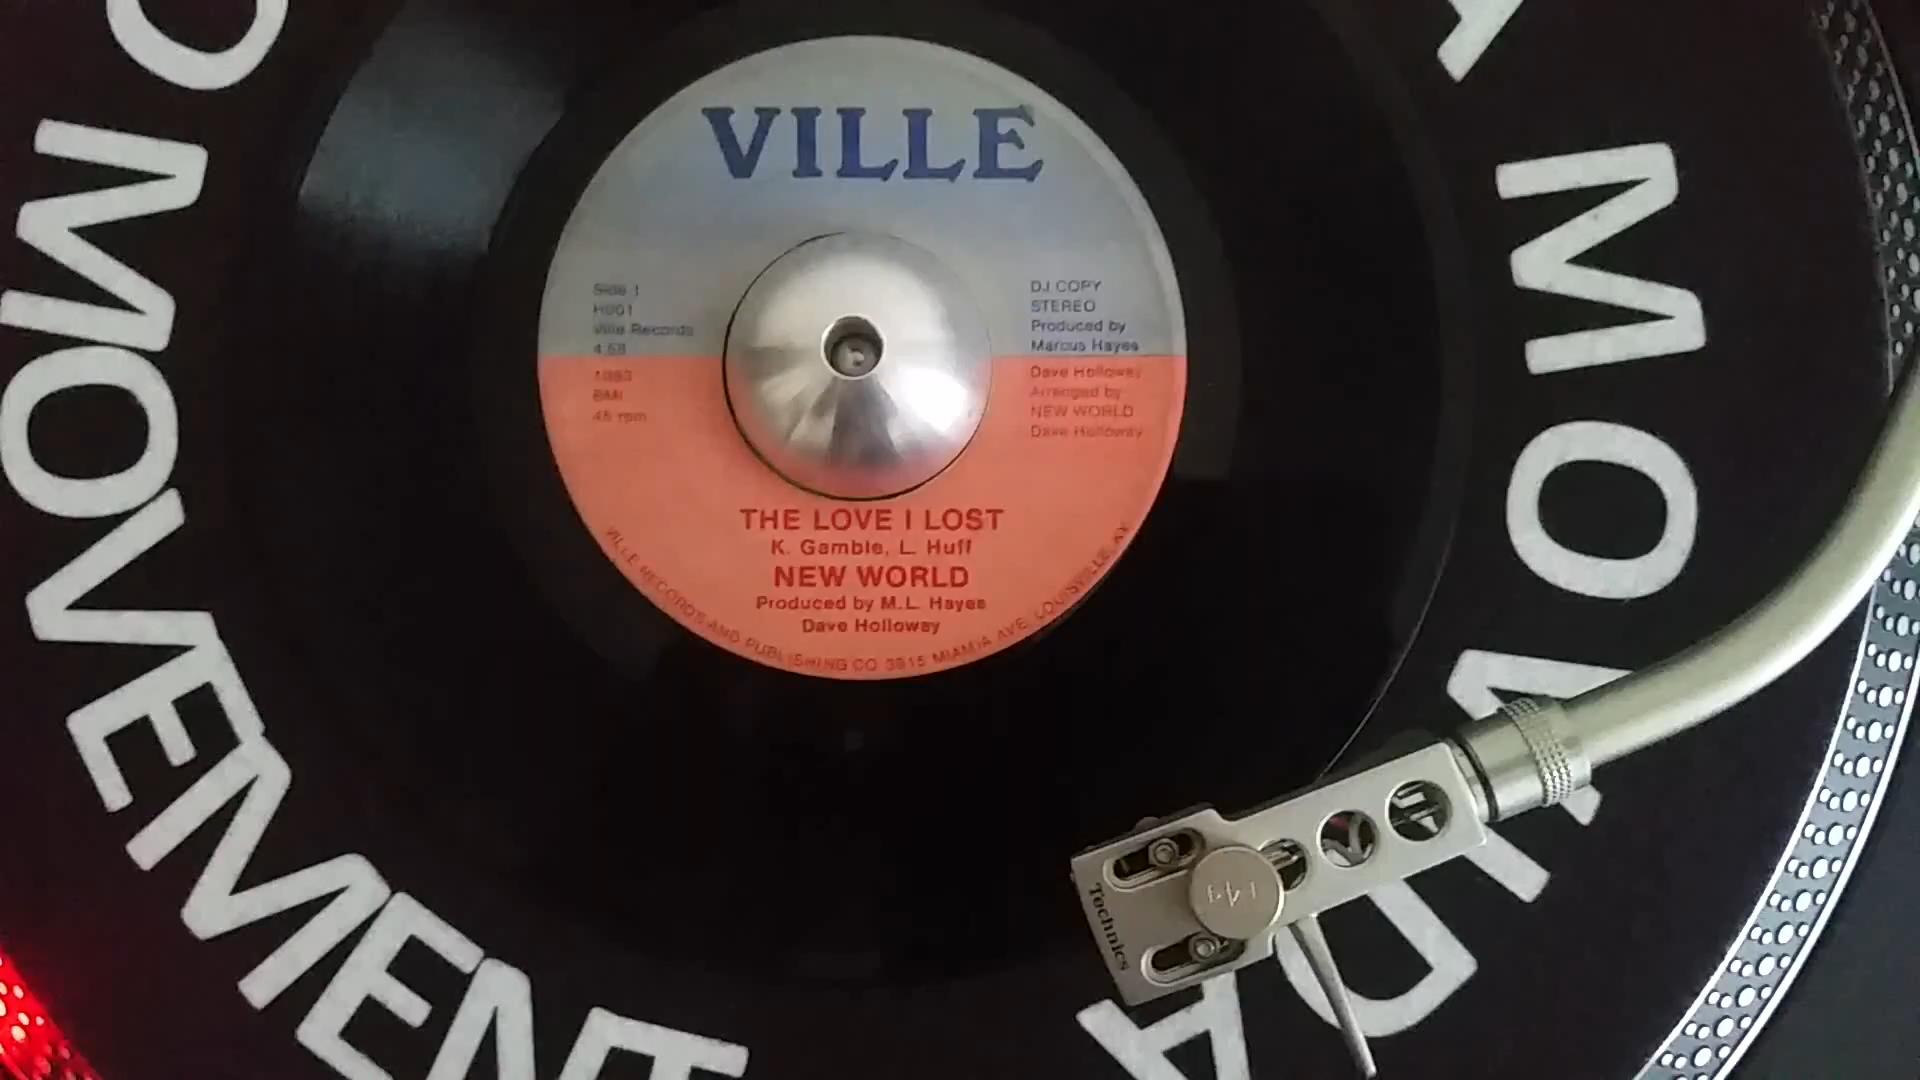 VILLE
Side 1
H001
Ville Records
4:58
1983
BMI
45 rpm
DJ COPY
STEREO
Produced by
Marcus Hayes
Dave Holloway
Arranged by
NEW WORLD
Dave Holloway
THE LOVE I LOST
K. Gamble, L. Huff
NEW WORLD
Produced by M.L. Hayes
Dave Holloway
VILLE RECORDS AND PUBLISHING CO 3815 MIAMIA AVE. LOUISVILLE, KY
MOVEMENT
Technics